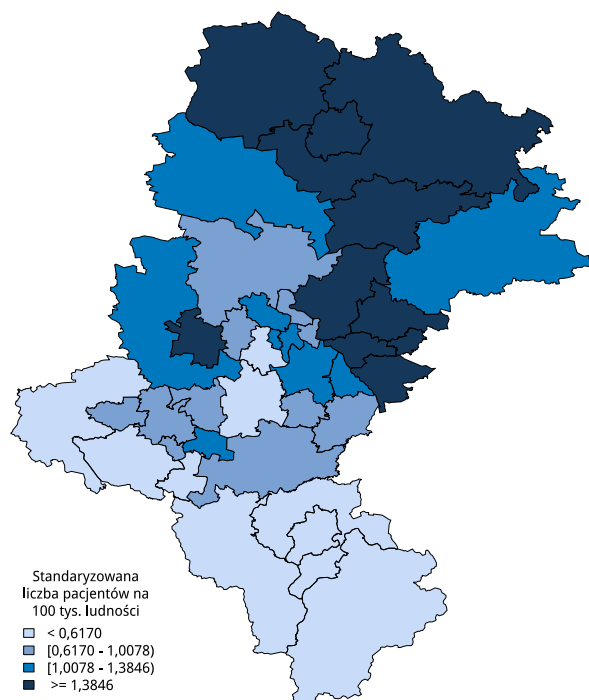 Standaryzowana
liczba pacjentów na
100 tys. ludności
< 0,6170
[0,6170 - 1,0078)
[1,0078 - 1,3846)
>= 1,3846